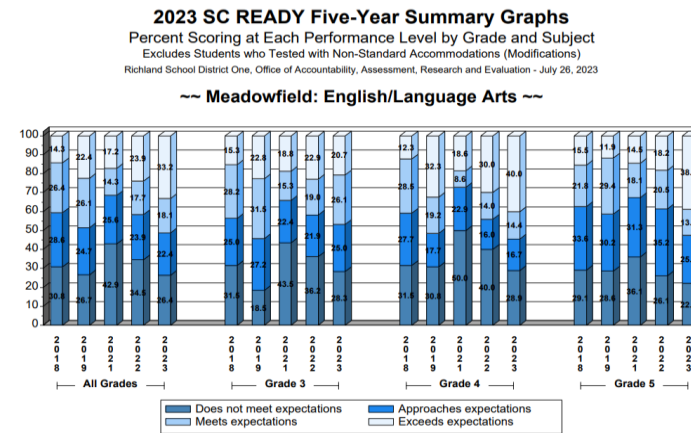 2023 SC READY Five-Year Summary Graphs
Percent Scoring at Each Performance Level by Grade and Subject
Excludes Students who Tested with Non-Standard Accommodations (Modifications)
Richland School District One, Office of Accountability, Assessment, Research and Evaluation - July 26, 2023
~~ Meadowfield: English/Language Arts ~~
100
90
80
70
60
50
40
30
20
10
0
14.3 22.4 17.2 23.9 33.2 15.3 22.8 18.8 22.9 20.7 12.3 32.3 18.6 30.0 40.0 15.5 11.9 14.5 18.2
26.4 26.1 14.3 17.7 18.1 28.2 31.5 15.3 19.0 26.1 28.5 19.2 8.6 14.0 14.4 21.8 29.4 18.1 20.5
28.6 24.7 25.6 23.9 22.4 25.0 27.2 22.4 21.9 25.0 27.7 17.7 22.9 16.0 16.7 33.6 30.2 31.3 35.2
26.7 42.9 34.5 26.4 31.5 18.5 43.5 36.2 28.3 31.5 30.8 50.0 40.0 28.9 29.1 28.6 36.1 26.1
2018 2019 2021 2022 2023 2018 2019 2021 2022 2023 2018 2019 2021 2022 2023 2018 2019 2021 2022 2023
All Grades Grade 3 Grade 4 Grade 5
Does not meet expectations Approaches expectations
Meets expectations Exceeds expectations